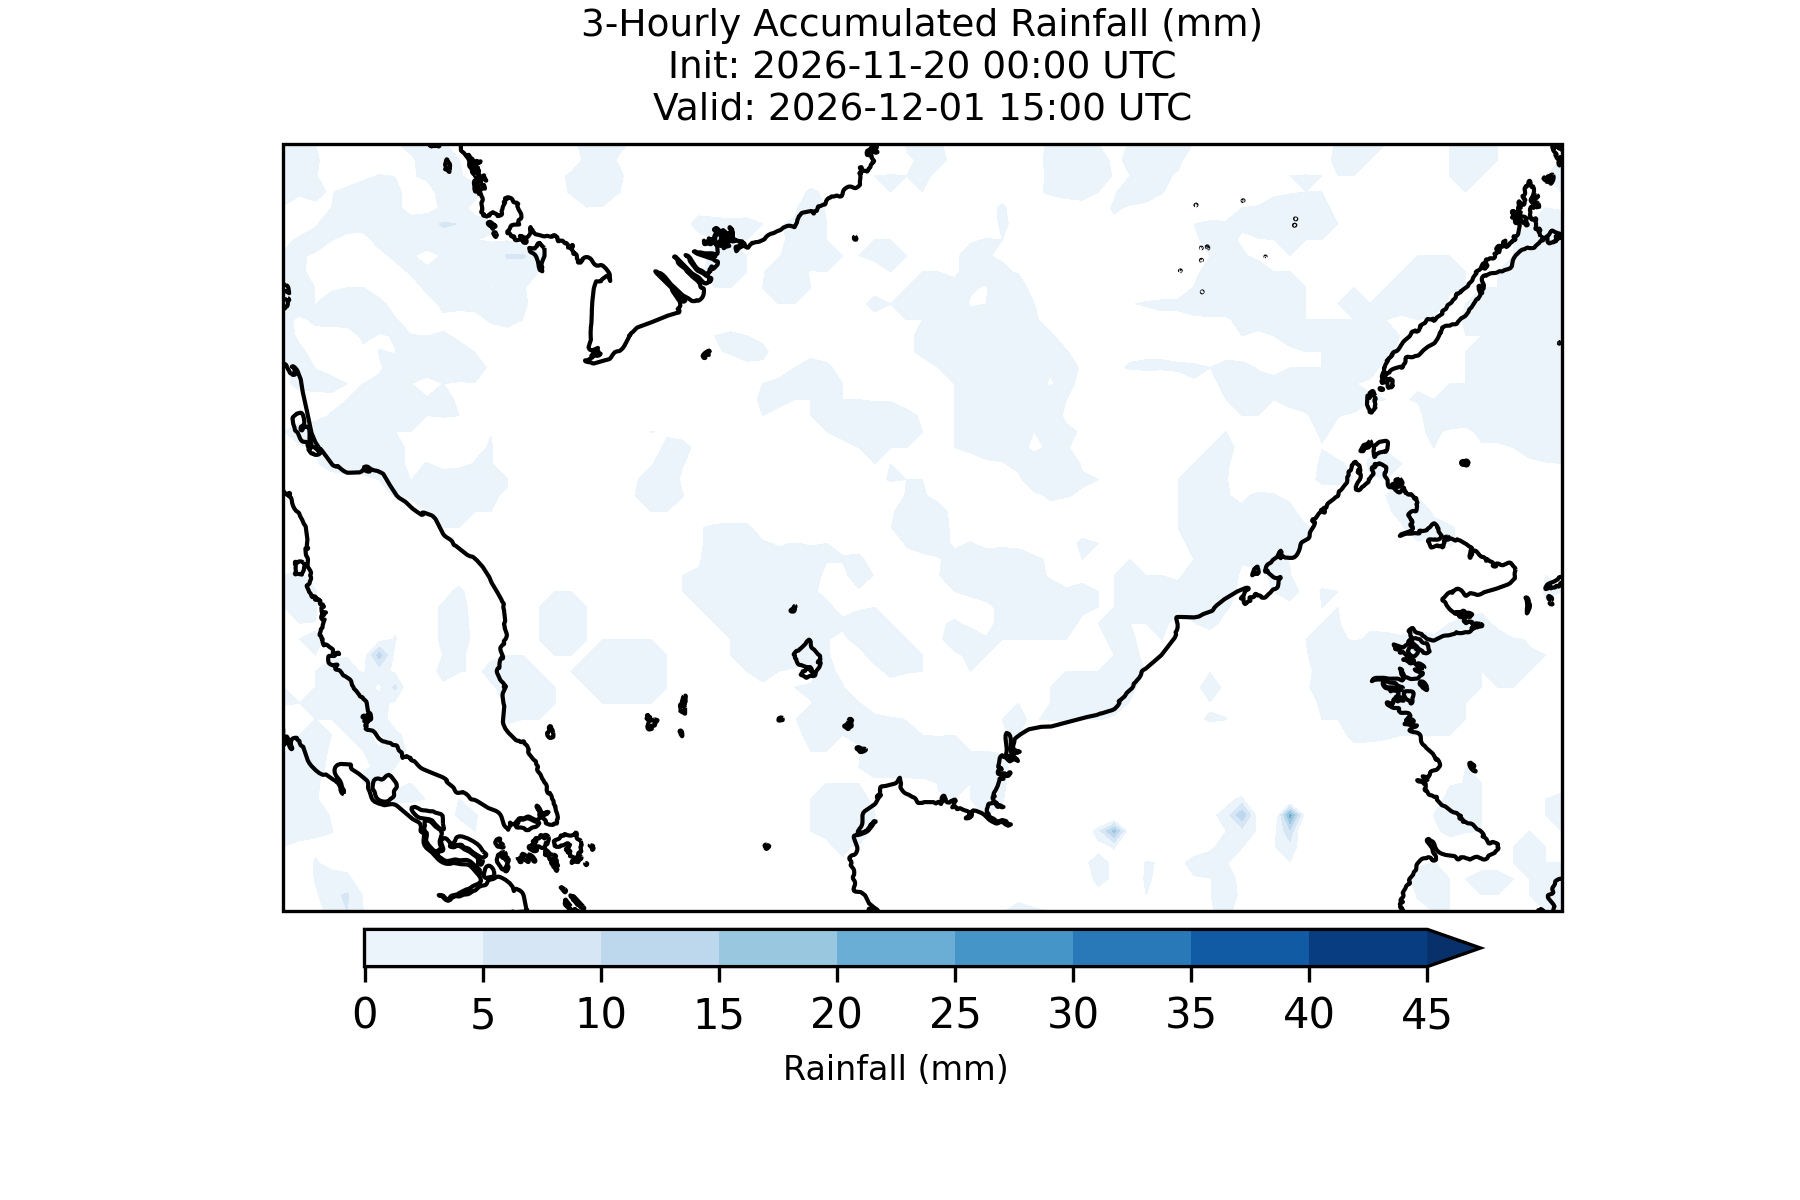 3-Hourly Accumulated Rainfall (mm)
Init: 2026-11-20 00:00 UTC
Valid: 2026-12-01 15:00 UTC
0 5 10 15 20 25 30 35 40 45
Rainfall (mm)